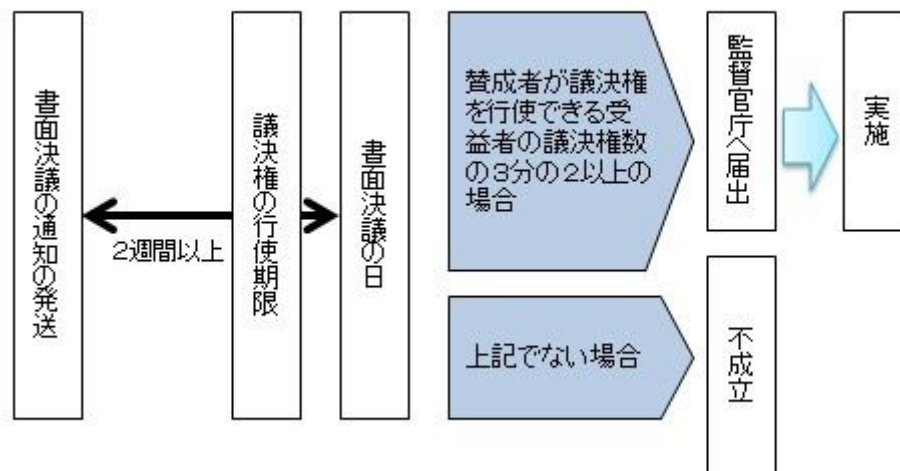 書面決議の通知の発送
2週間以上
議決権の行使期限
書面決議の日
賛成者が議決権
を行使できる受
益者の議決権数
の3分の2以上の
場合
監督官庁へ届出
実施
上記でない場合
不成立